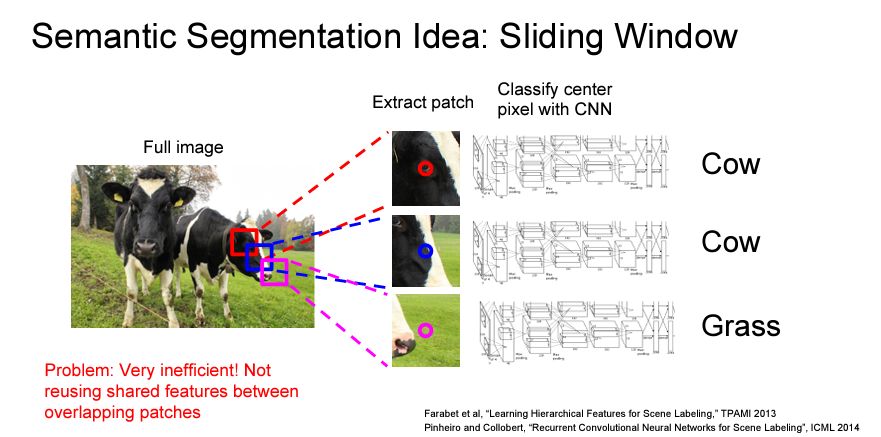 Semantic Segmentation Idea: Sliding Window
Full image
Extract patch
Classify center
pixel with CNN
Cow
Cow
Grass
Problem: Very inefficient! Not
reusing shared features between
overlapping patches
Farabet et al, “Learning Hierarchical Features for Scene Labeling,” TPAMI 2013
Pinheiro and Collobert, “Recurrent Convolutional Neural Networks for Scene Labeling”, ICML 2014